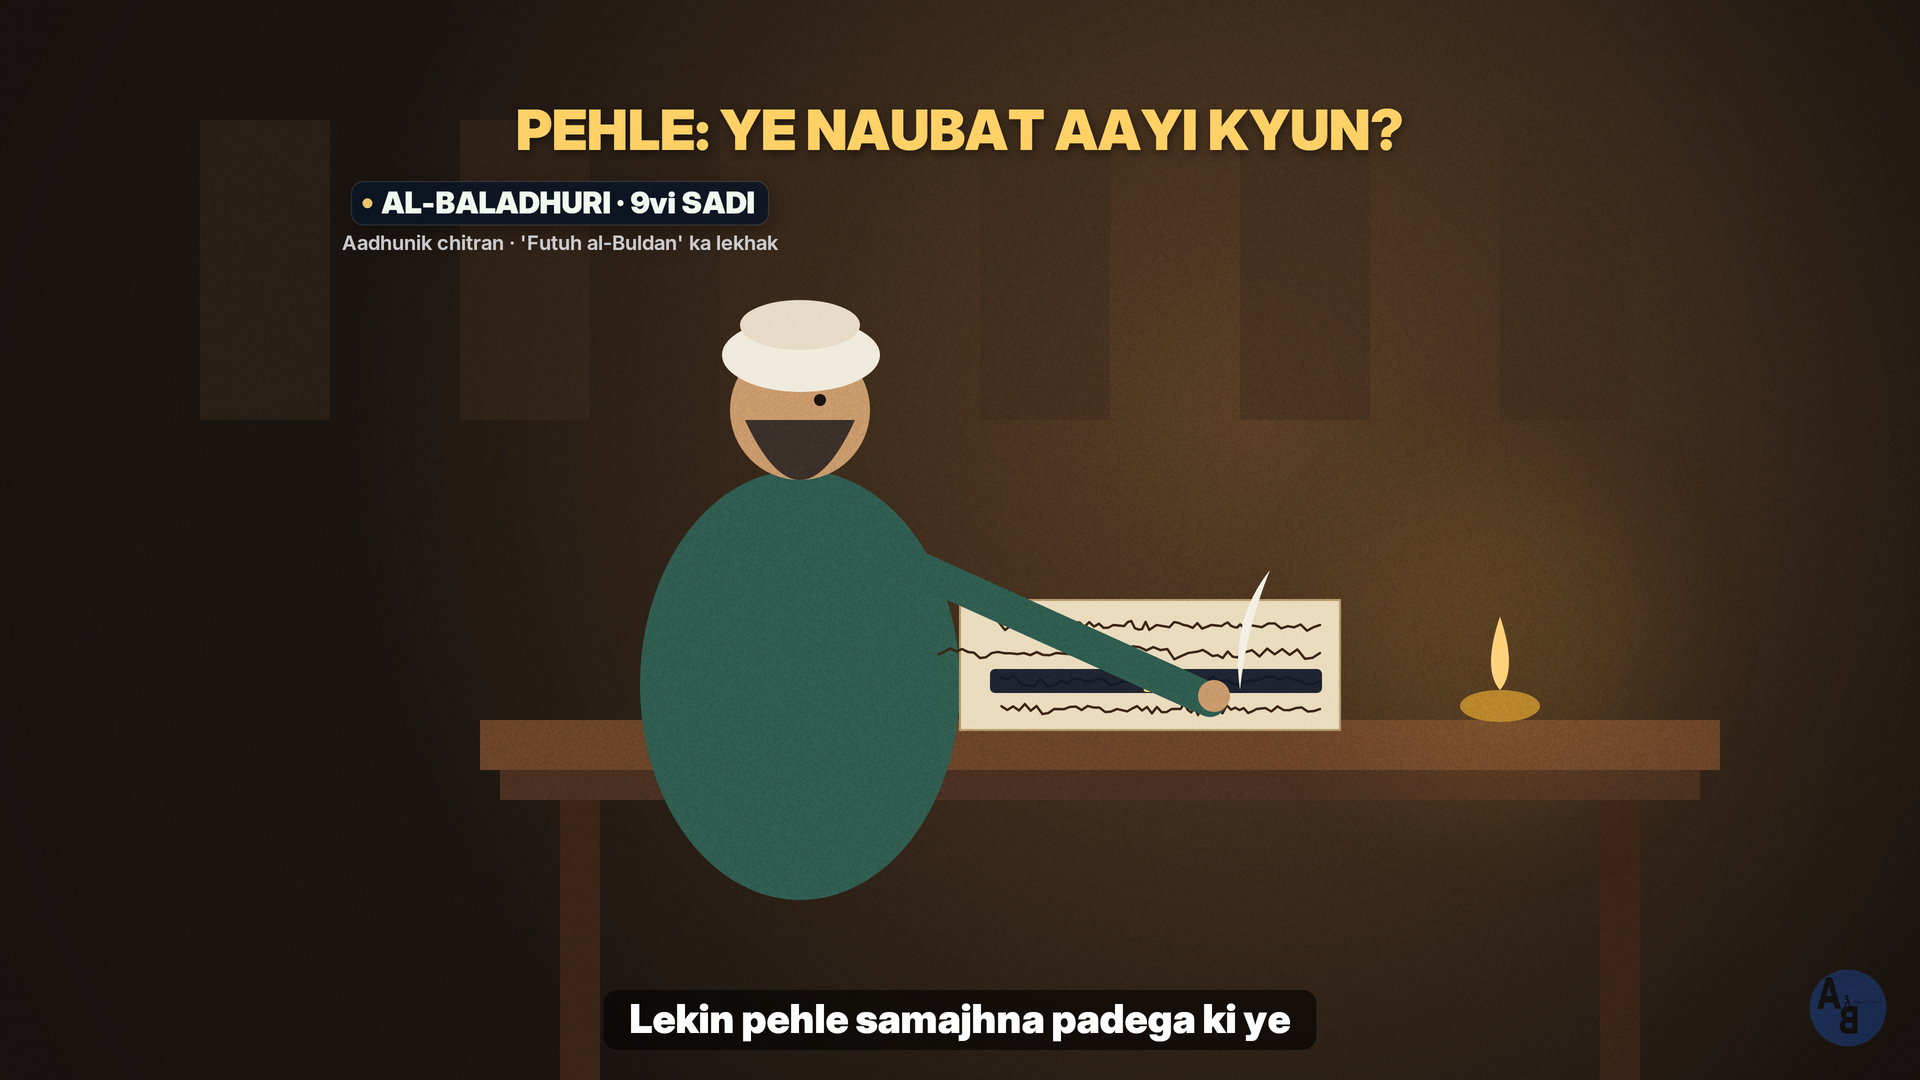 PEHLE: YE NAUBAT AAYI KYUN?
• AL-BALADHURI · 9vi SADI
Aadhunik chitran · 'Futuh al-Buldan' ka lekhak
Lekin pehle samajhna padega ki ye
A
B